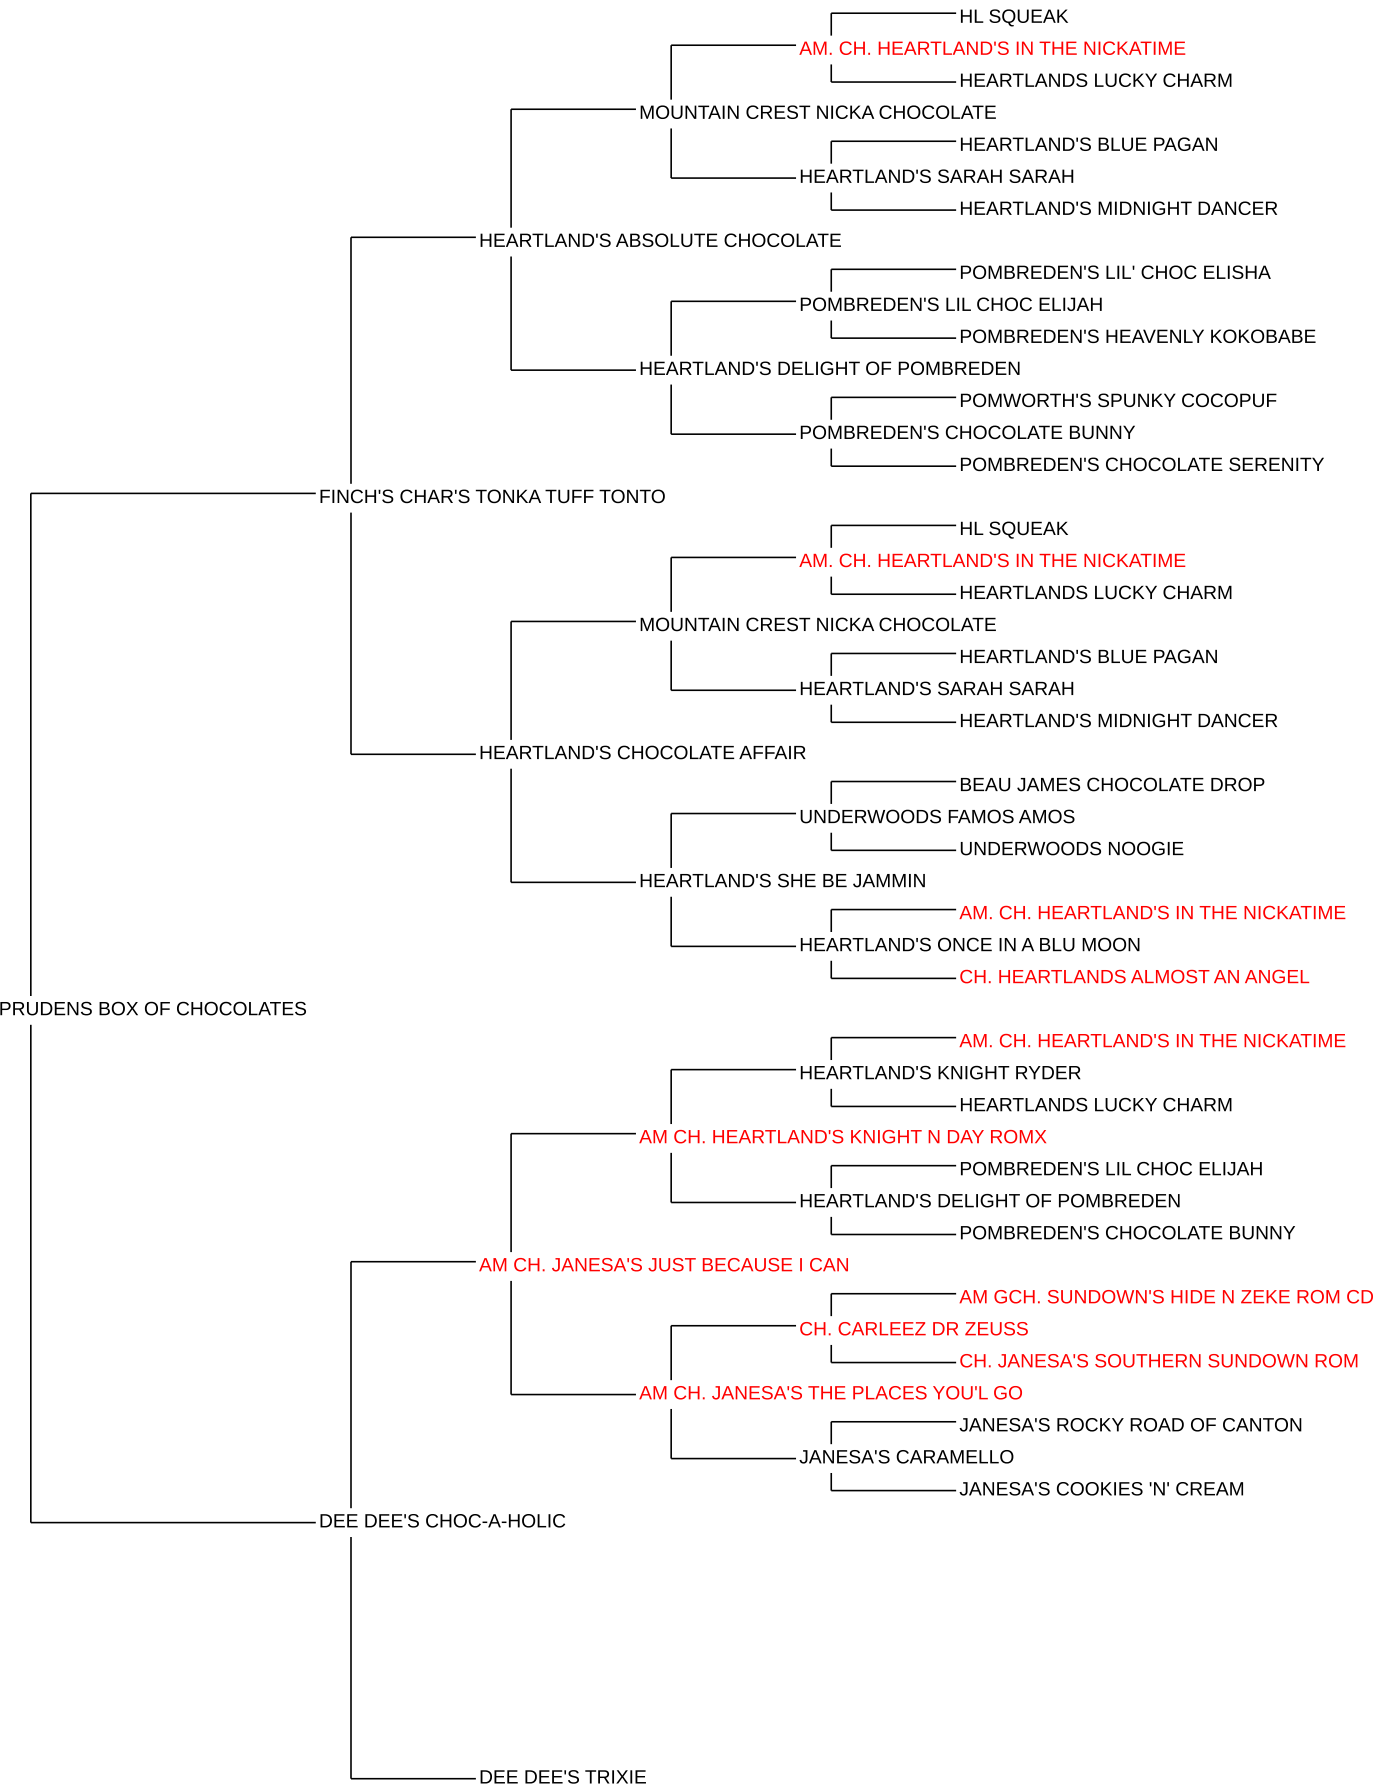 HL SQUEAK
AM. CH. HEARTLAND'S IN THE NICKATIME
HEARTLANDS LUCKY CHARM
MOUNTAIN CREST NICKA CHOCOLATE
HEARTLAND'S BLUE PAGAN
HEARTLAND'S SARAH SARAH
HEARTLAND'S MIDNIGHT DANCER
HEARTLAND'S ABSOLUTE CHOCOLATE
POMBREDEN'S LIL' CHOC ELISHA
POMBREDEN'S LIL CHOC ELIJAH
POMBREDEN'S HEAVENLY KOKOBABE
HEARTLAND'S DELIGHT OF POMBREDEN
POMWORTH'S SPUNKY COCOPUF
POMBREDEN'S CHOCOLATE BUNNY
POMBREDEN'S CHOCOLATE SERENITY
FINCH'S CHAR'S TONKA TUFF TONTO
HL SQUEAK
AM. CH. HEARTLAND'S IN THE NICKATIME
HEARTLANDS LUCKY CHARM
MOUNTAIN CREST NICKA CHOCOLATE
HEARTLAND'S BLUE PAGAN
HEARTLAND'S SARAH SARAH
HEARTLAND'S MIDNIGHT DANCER
HEARTLAND'S CHOCOLATE AFFAIR
BEAU JAMES CHOCOLATE DROP
UNDERWOODS FAMOS AMOS
UNDERWOODS NOOGIE
HEARTLAND'S SHE BE JAMMIN
AM. CH. HEARTLAND'S IN THE NICKATIME
HEARTLAND'S ONCE IN A BLU MOON
CH. HEARTLANDS ALMOST AN ANGEL
PRUDENS BOX OF CHOCOLATES
AM. CH. HEARTLAND'S IN THE NICKATIME
HEARTLAND'S KNIGHT RYDER
HEARTLANDS LUCKY CHARM
AM CH. HEARTLAND'S KNIGHT N DAY ROMX
POMBREDEN'S LIL CHOC ELIJAH
HEARTLAND'S DELIGHT OF POMBREDEN
POMBREDEN'S CHOCOLATE BUNNY
AM CH. JANESA'S JUST BECAUSE I CAN
AM GCH. SUNDOWN'S HIDE N ZEKE ROM CD
CH. CARLEEZ DR ZEUSS
CH. JANESA'S SOUTHERN SUNDOWN ROM
AM CH. JANESA'S THE PLACES YOU'L GO
JANESA'S ROCKY ROAD OF CANTON
JANESA'S CARAMELLO
JANESA'S COOKIES 'N' CREAM
DEE DEE'S CHOC-A-HOLIC
DEE DEE'S TRIXIE